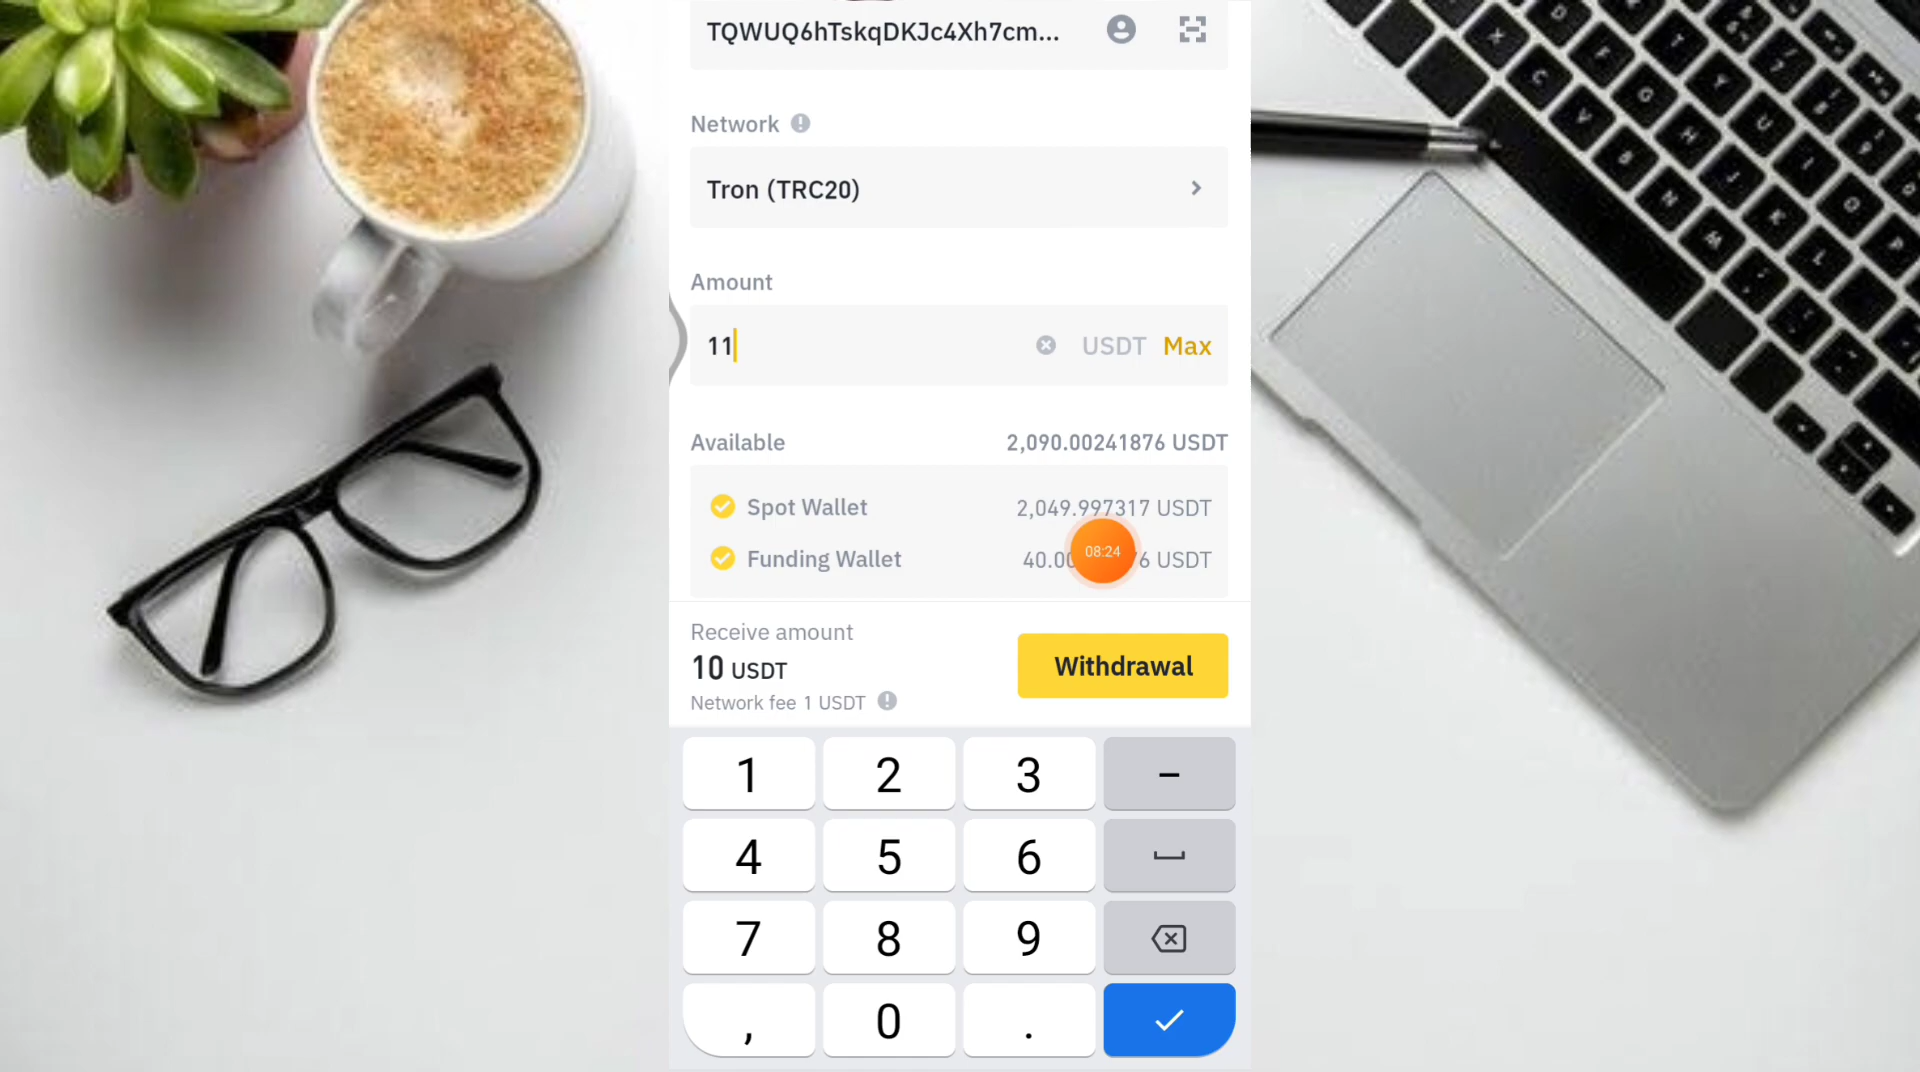 TQWUQ6hTskqDKJc4Xh7cm...
Network
Tron (TRC20)
Amount
11 USDT Max
Available 2,090.00241876 USDT
Spot Wallet 2,049.997317 USDT
Funding Wallet 40.00 6 USDT
08:24
Receive amount
10 USDT
Network fee 1 USDT
Withdrawal
1 2 3 −
4 5 6
7 8 9
, 0 .